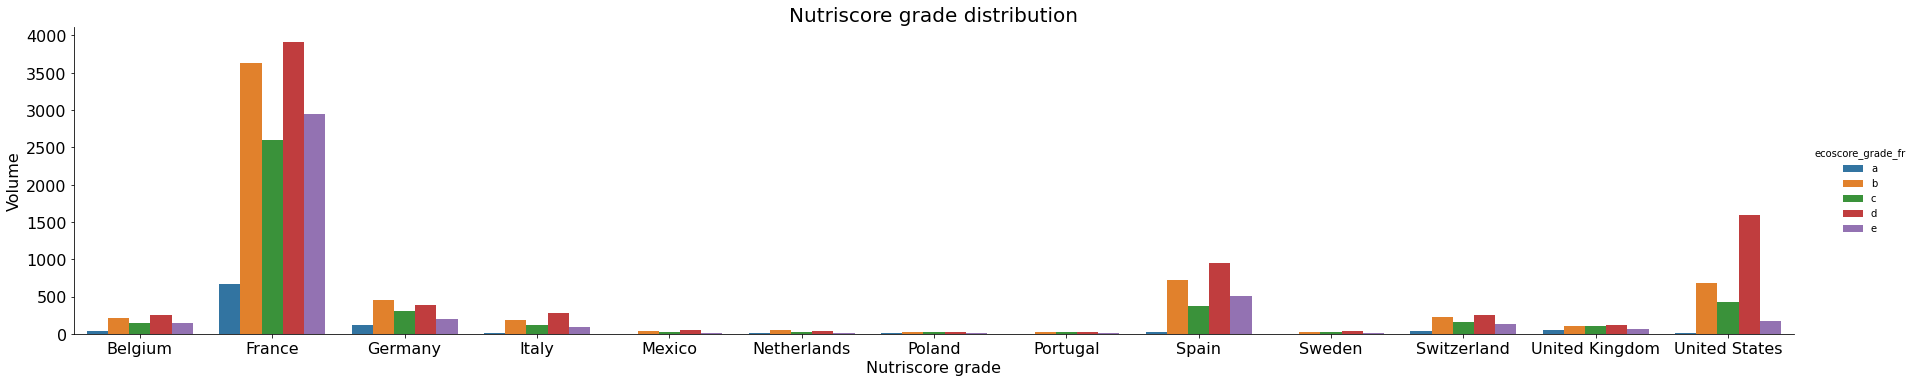 Nutriscore grade distribution
Volume
4000
3500
3000
2500
2000
1500
1000
500
0
Belgium France Germany Italy Mexico Netherlands Poland Portugal Spain Sweden Switzerland United Kingdom United States
Nutriscore grade
ecoscore_grade_fr
a
b
c
d
e